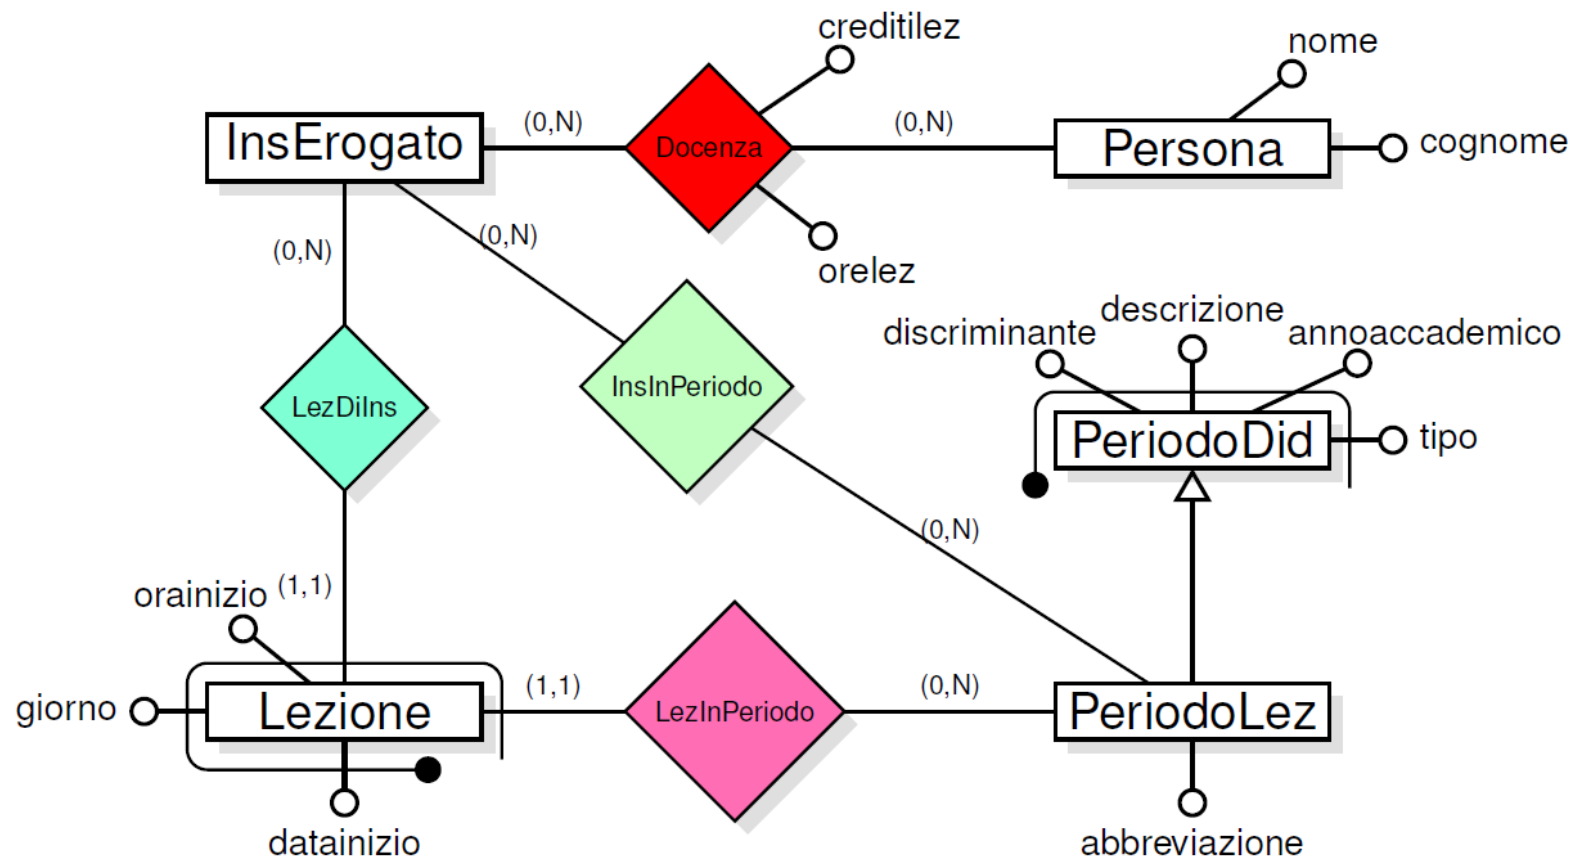 creditilez
nome
InsErogato
(0,N)
Docenza
(0,N)
Persona
cognome
(0,N)
(0,N)
orelez
discriminante
descrizione
annoaccademico
LezDiIns
InsInPeriodo
PeriodoDid
tipo
(0,N)
orainizio
(1,1)
giorno
Lezione
(1,1)
LezInPeriodo
(0,N)
PeriodoLez
datainizio
abbreviazione